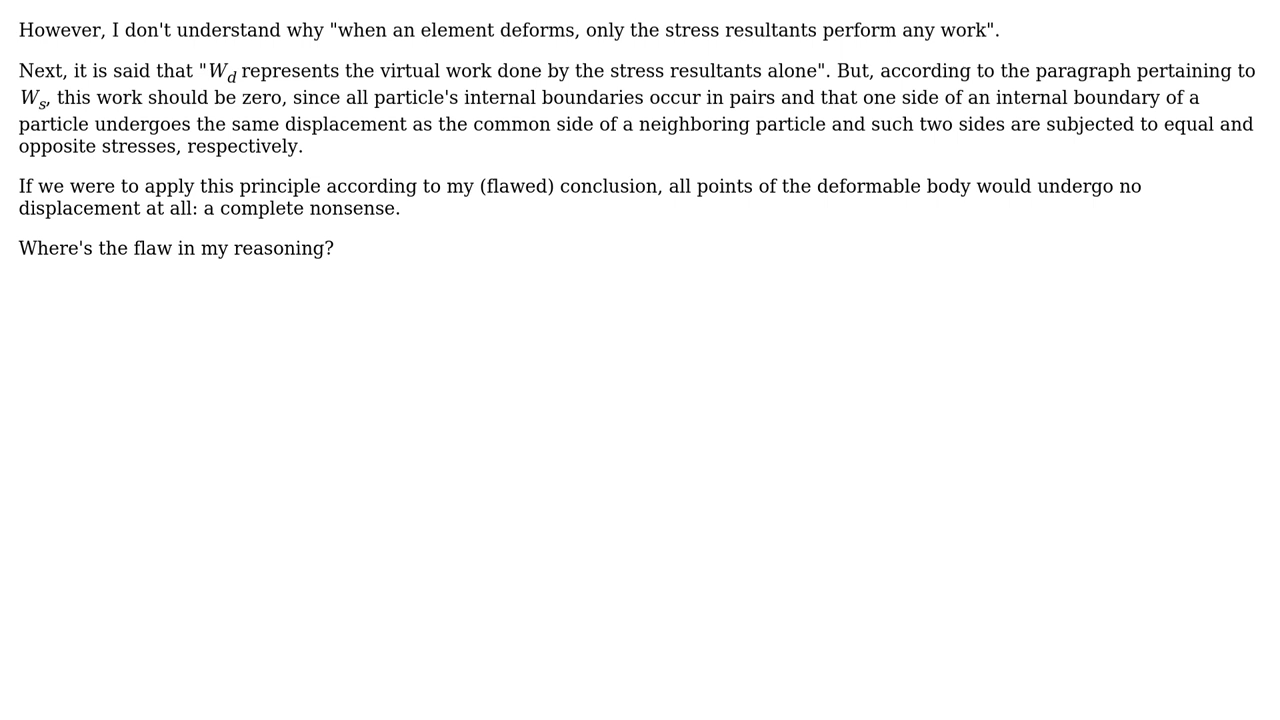 However, I don't understand why "when an element deforms, only the stress resultants perform any work".
Next, it is said that "W_d represents the virtual work done by the stress resultants alone". But, according to the paragraph pertaining to
W_s, this work should be zero, since all particle's internal boundaries occur in pairs and that one side of an internal boundary of a
particle undergoes the same displacement as the common side of a neighboring particle and such two sides are subjected to equal and
opposite stresses, respectively.
If we were to apply this principle according to my (flawed) conclusion, all points of the deformable body would undergo no
displacement at all: a complete nonsense.
Where's the flaw in my reasoning?